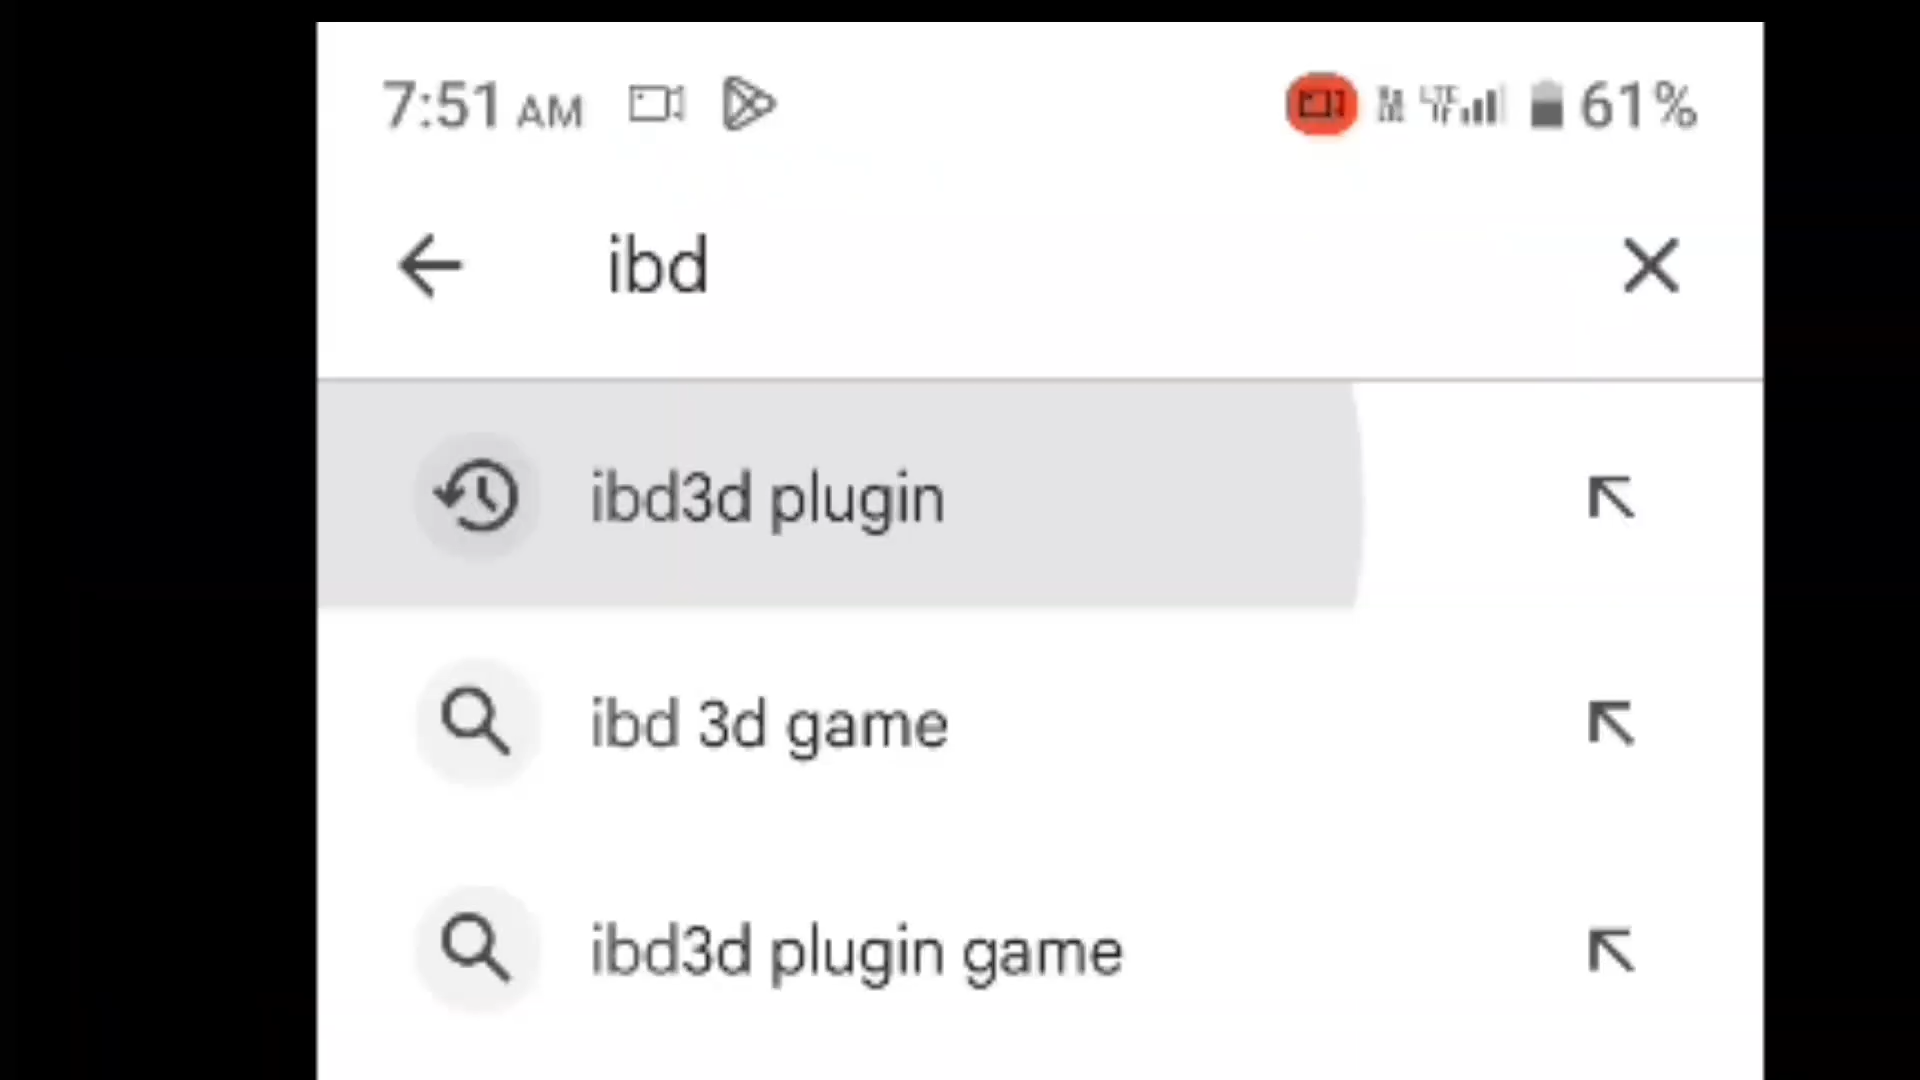 7:51 AM 61%
ibd
ibd3d plugin
ibd 3d game
ibd3d plugin game